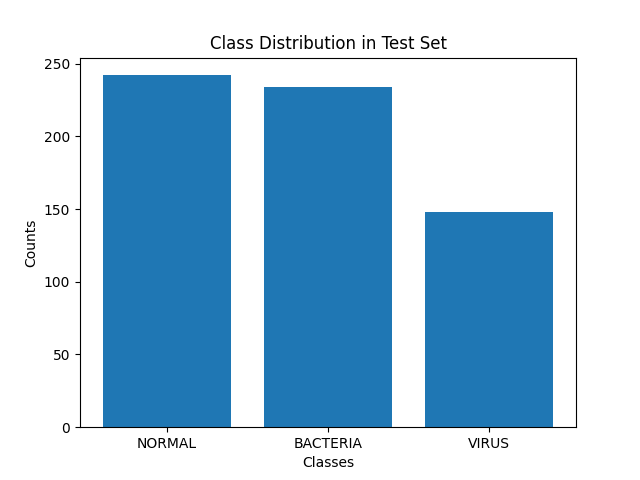 Class Distribution in Test Set
250
200
150
100
50
0
Counts
NORMAL BACTERIA VIRUS
Classes